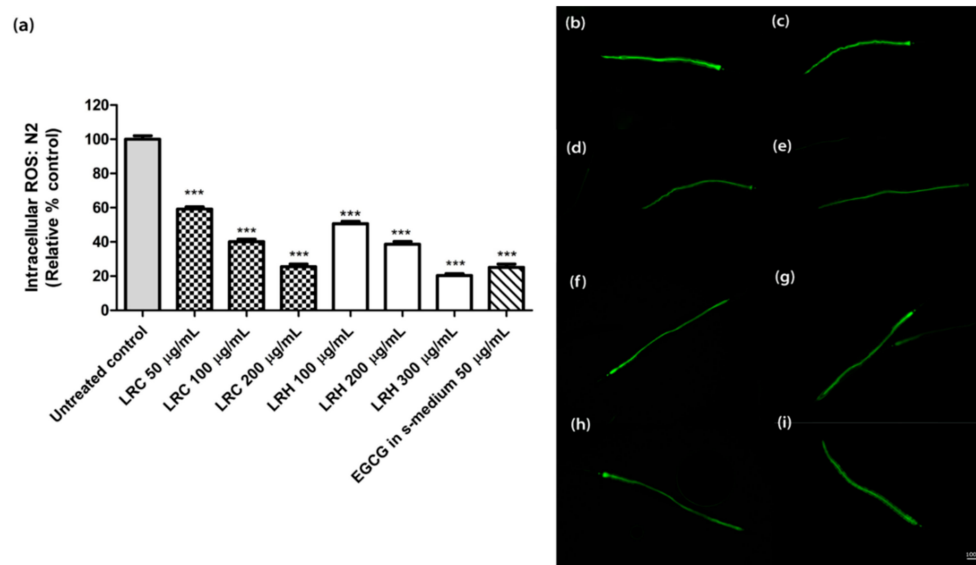 (a)
Intracellular ROS: N2
(Relative % control)
120
100
80
60
40
20
0
***
***
***
***
***
***
***
Untreated control
LRC 50 μg/mL
LRC 100 μg/mL
LRC 200 μg/mL
LRH 100 μg/mL
LRH 200 μg/mL
LRH 300 μg/mL
EGCG in s-medium 50 μg/mL
(b)
(c)
(d)
(e)
(f)
(g)
(h)
(i)